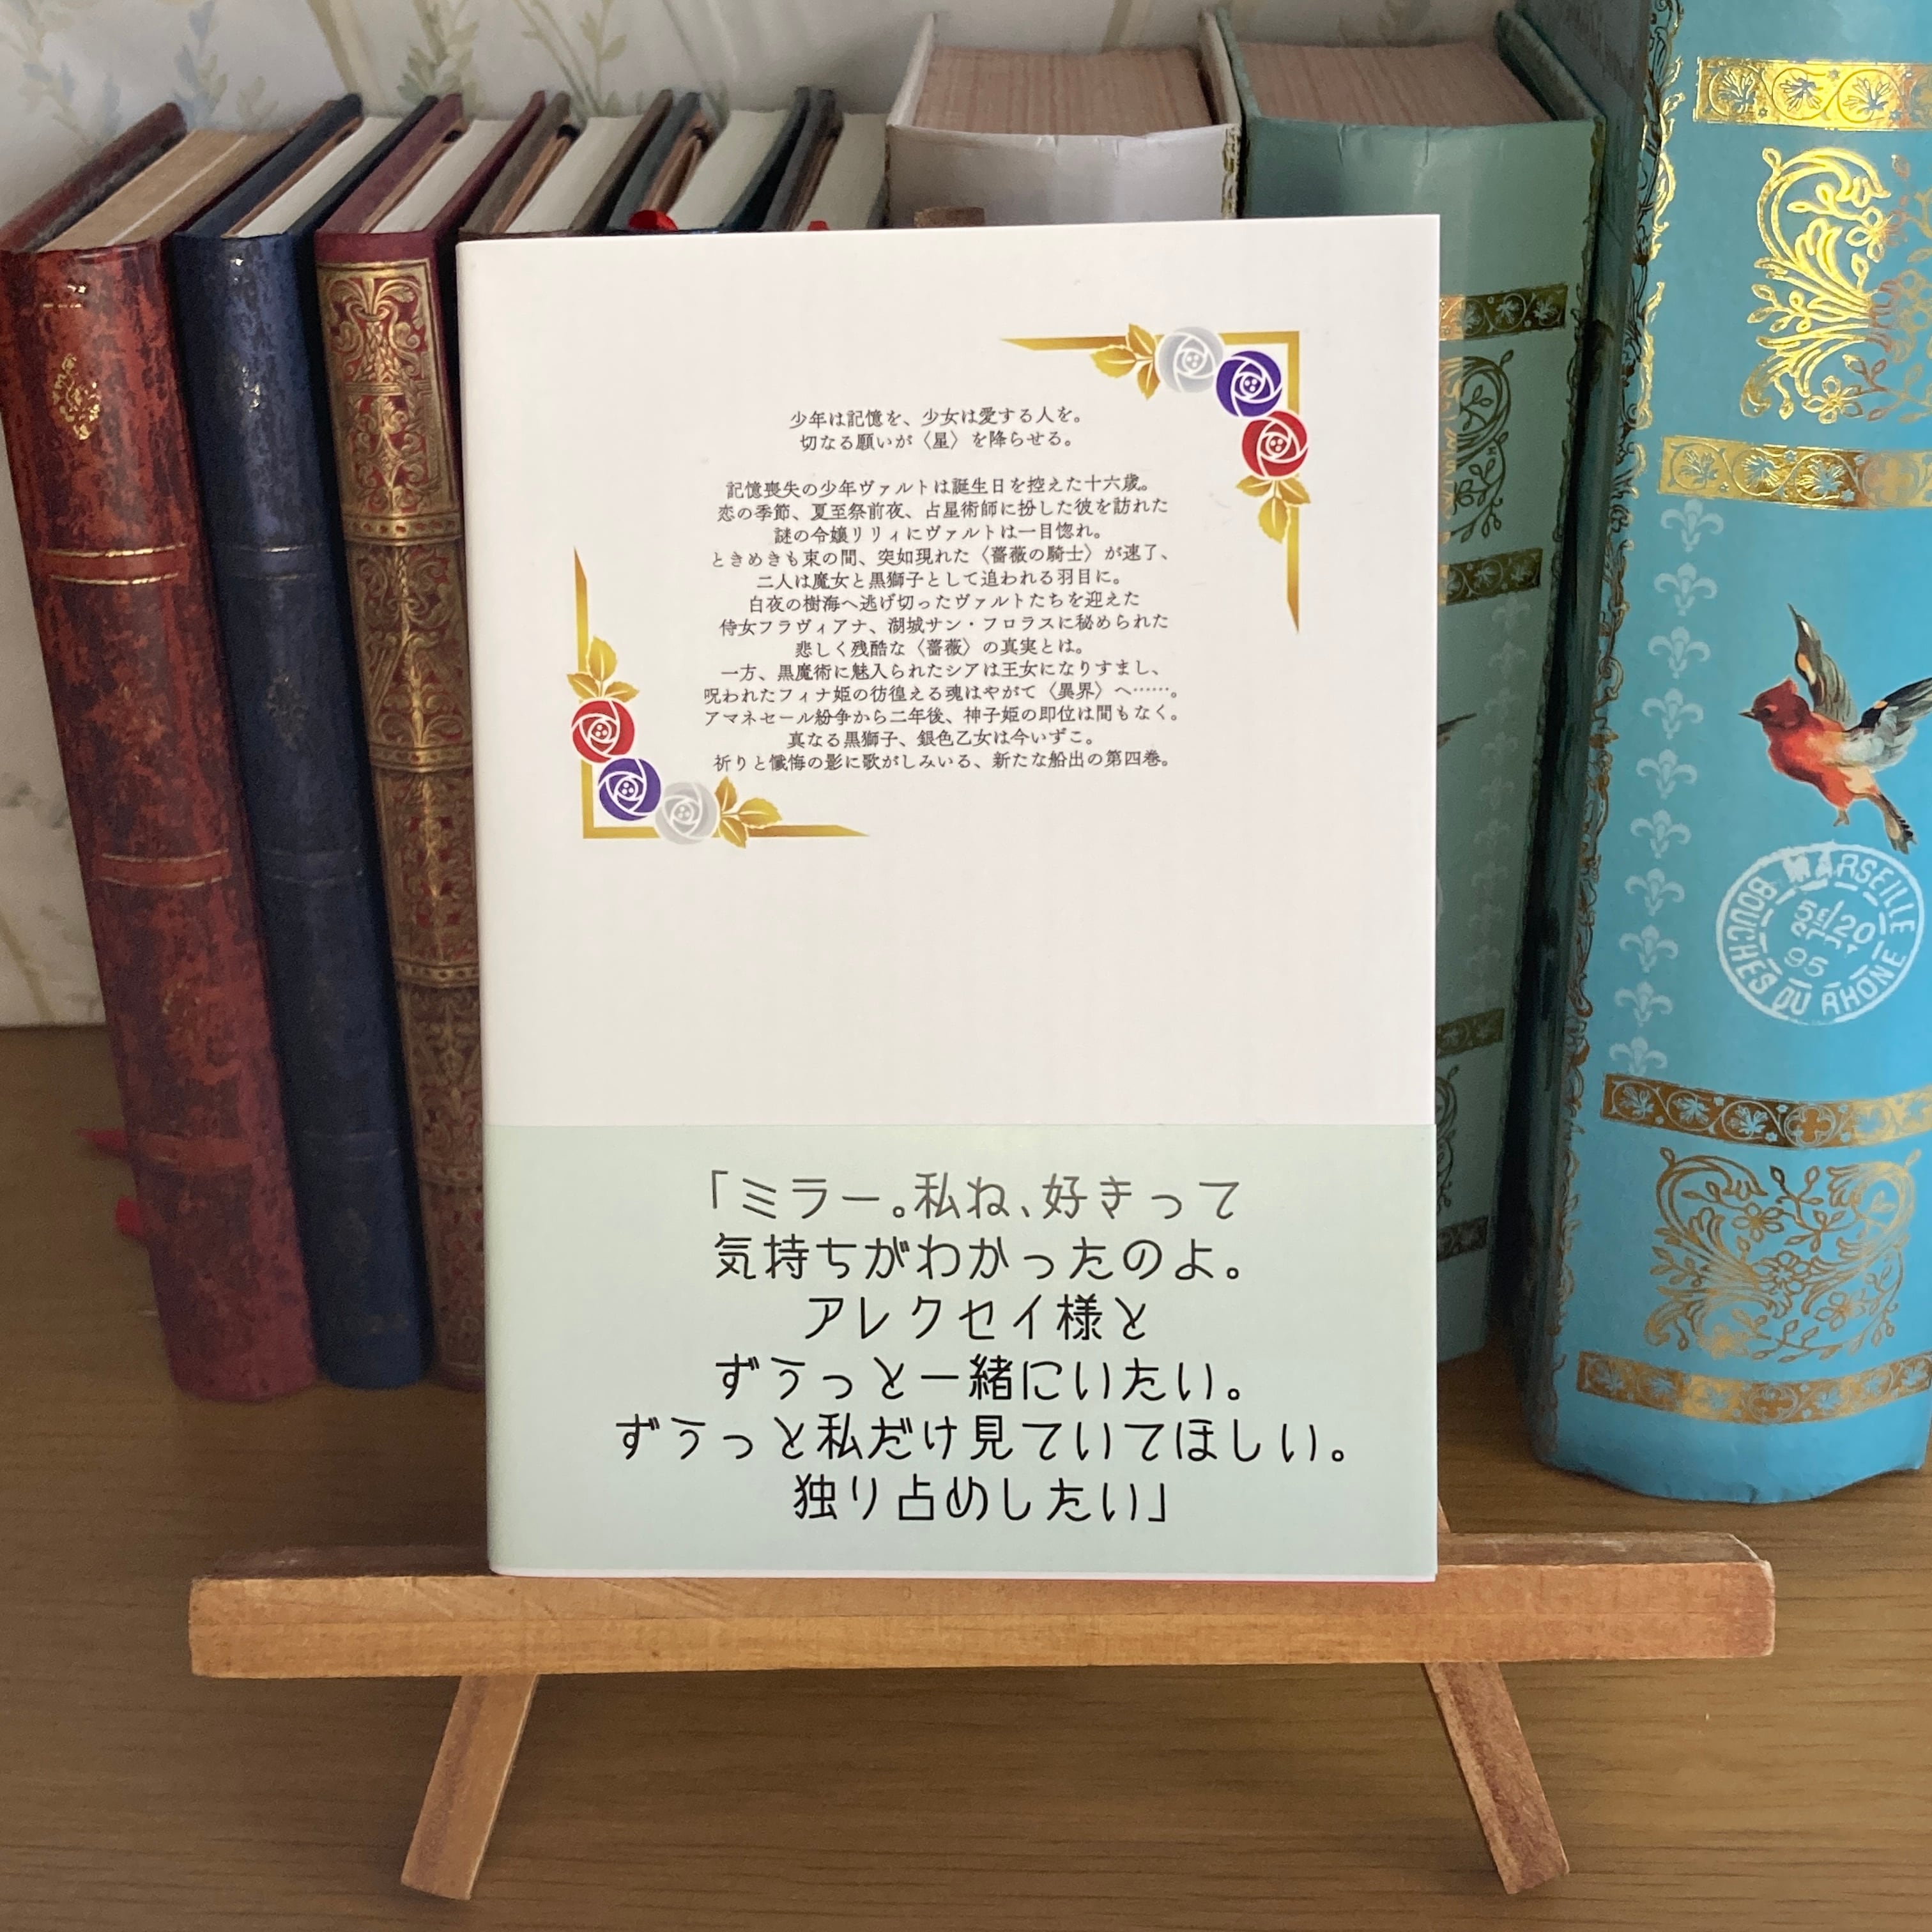 少年は記憶を、少女は愛する人を。
切なる願いが〈星〉を降らせる。
記憶喪失の少年ヴァルトは誕生日を控えた十六歳。
恋の季節、夏至祭前夜、占星術師に扮した彼を訪れた
謎の令嬢リリィにヴァルトは一目惚れ。
ときめきも束の間、突如現れた〈薔薇の騎士〉が速了、
二人は魔女と黒獅子として追われる羽目に。
白夜の樹海へ逃げ切ったヴァルトたちを迎えた
侍女フラヴィアナ、湖城サン・フロラスに秘められた
悲しく残酷な〈薔薇〉の真実とは。
一方、黒魔術に魅入られたシアは王女になりすまし、
呪われたフィナ姫の彷徨える魂はやがて〈異界〉へ……。
アマネセール紛争から二年後、神子姫の即位は間もなく。
真なる黒獅子、銀色乙女は今いずこ。
祈りと懺悔の影に歌がしみいる、新たな船出の第四巻。
「ミラー。私ね、好きって
気持ちがわかったのよ。
アレクセイ様と
ずうっと一緒にいたい。
ずうっと私だけ見ていてほしい。
独り占めしたい」
MARSEILLE
5E/20
95
BOUCHES DU RHONE